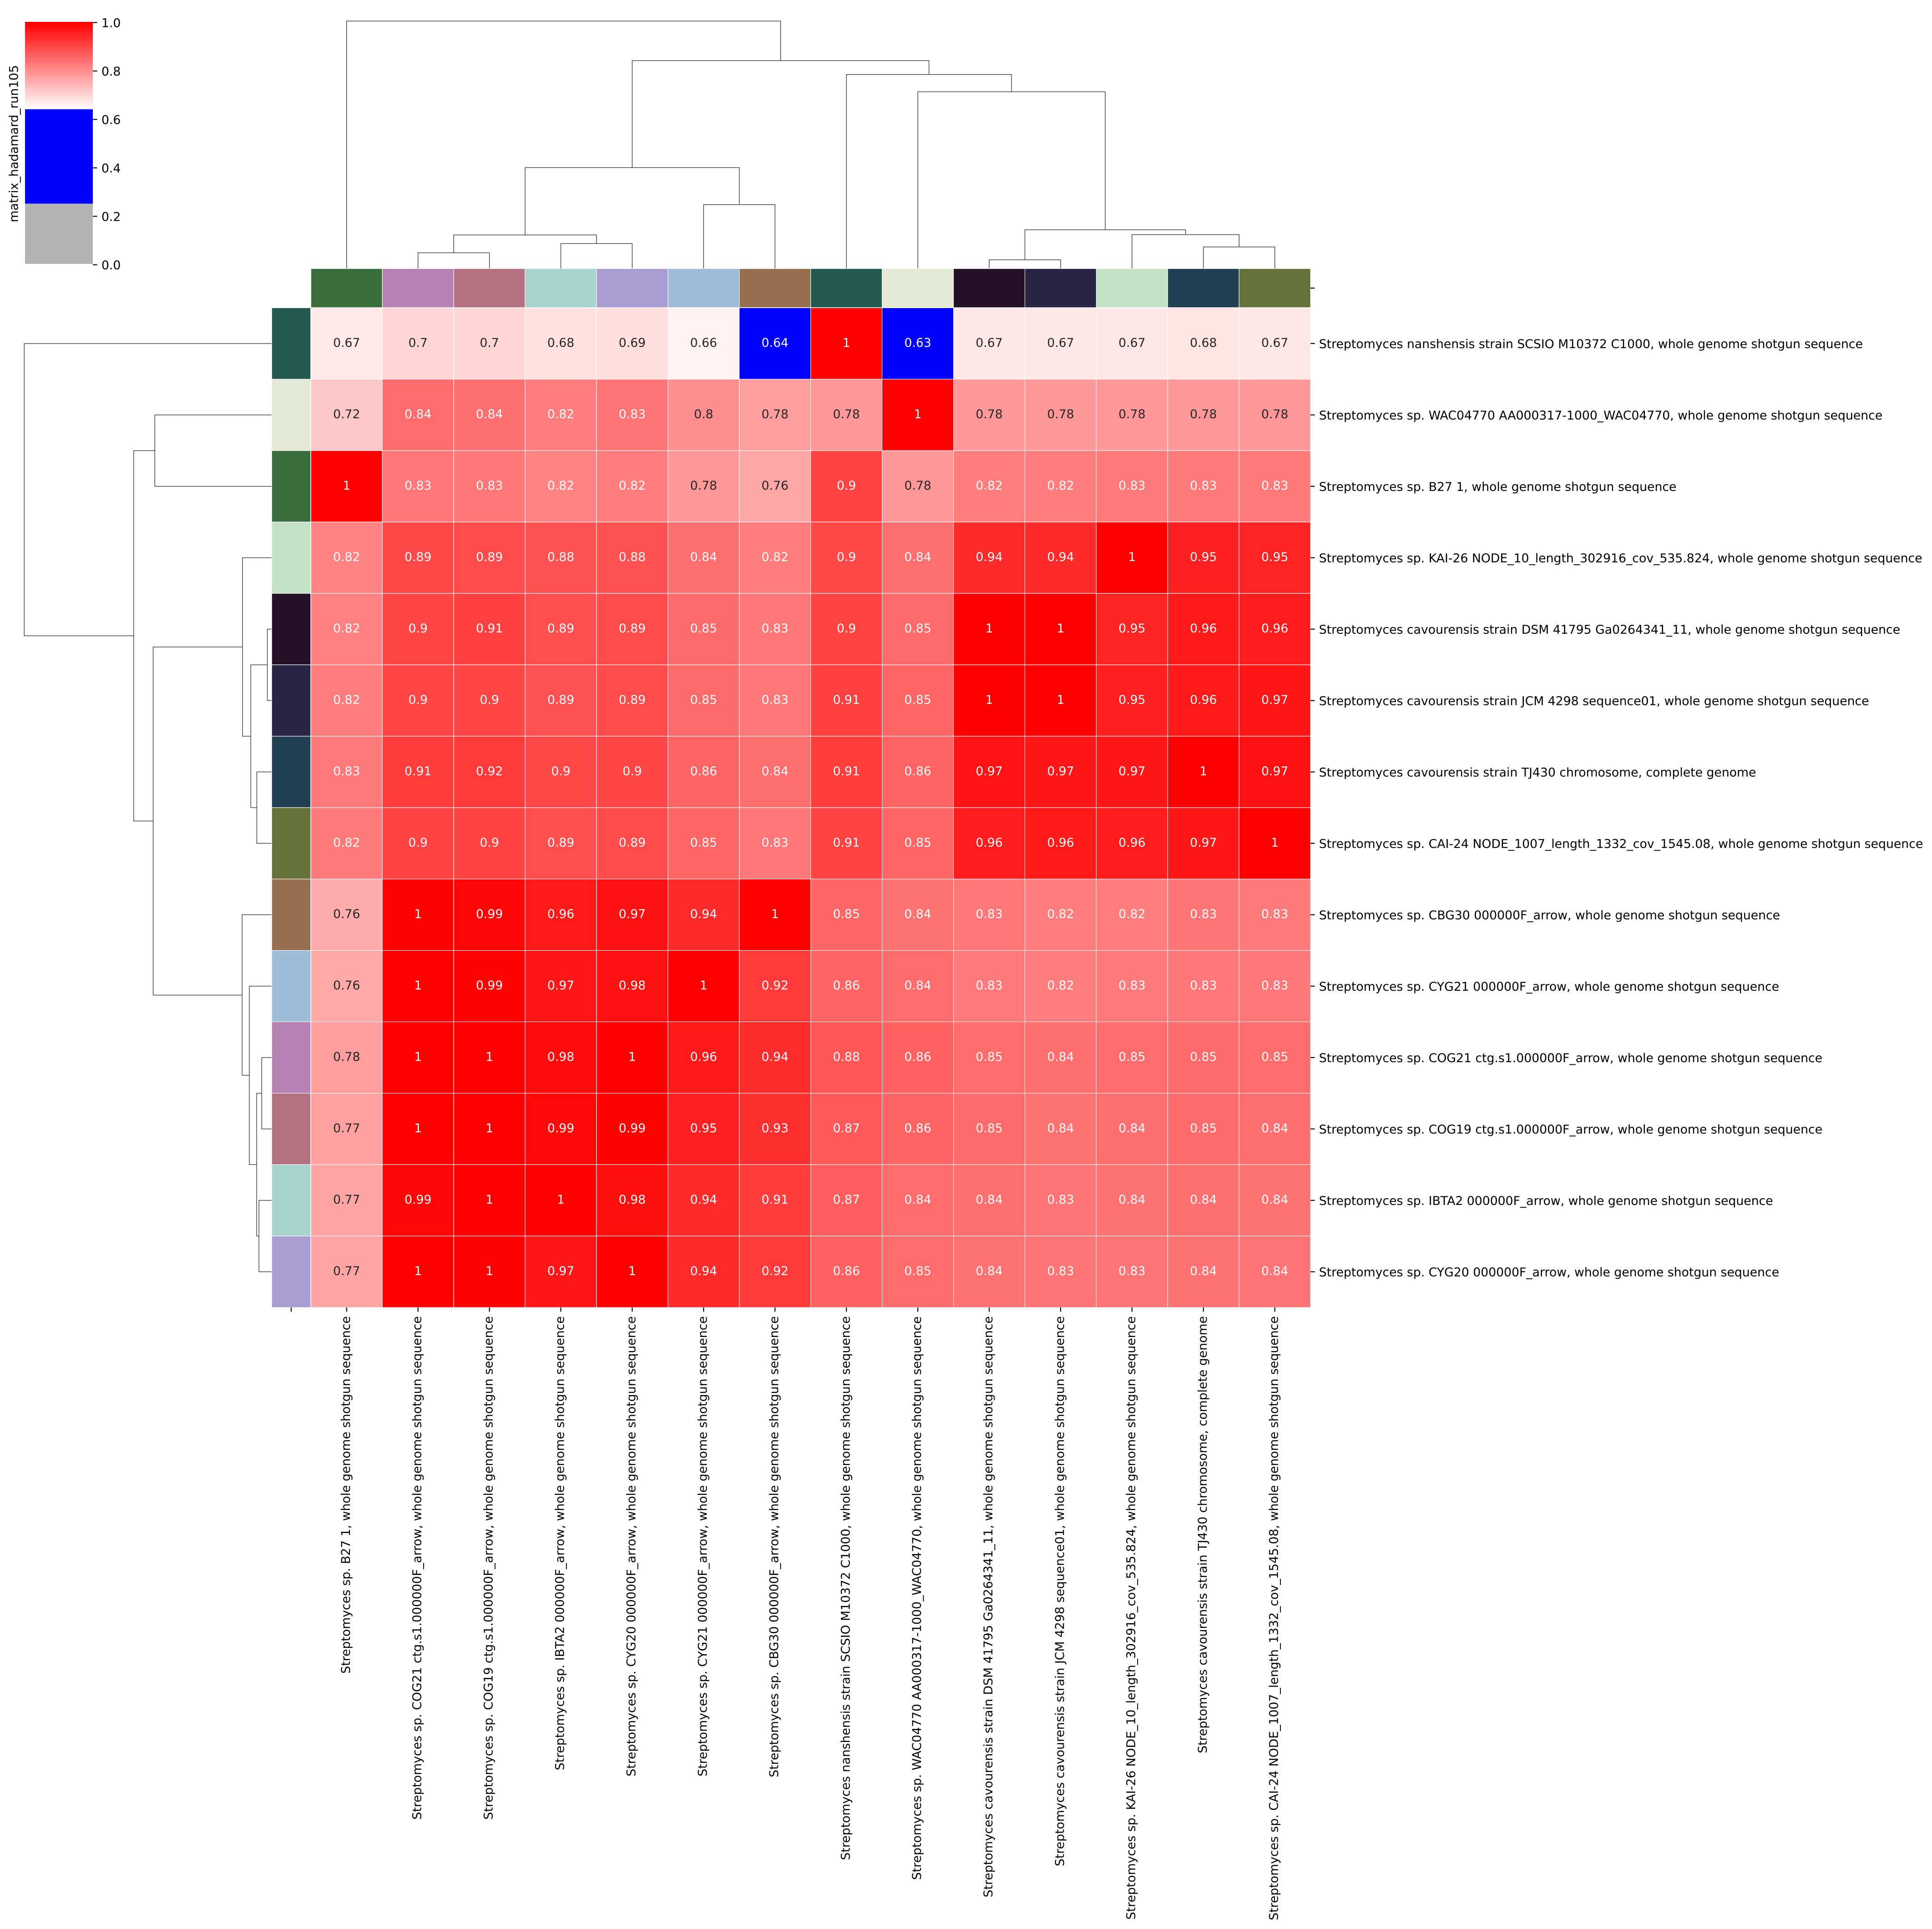 matrix_hadamard_run105
1.0
0.8
0.6
0.4
0.2
0.0
0.67 0.7 0.7 0.68 0.69 0.66 0.64 1 0.63 0.67 0.67 0.67 0.68 0.67 Streptomyces nanshensis strain SCSIO M10372 C1000, whole genome shotgun sequence
0.72 0.84 0.84 0.82 0.83 0.8 0.78 0.78 1 0.78 0.78 0.78 0.78 0.78 Streptomyces sp. WAC04770 AA000317-1000_WAC04770, whole genome shotgun sequence
1 0.83 0.83 0.82 0.82 0.78 0.76 0.9 0.78 0.82 0.82 0.83 0.83 0.83 Streptomyces sp. B27 1, whole genome shotgun sequence
0.82 0.89 0.89 0.88 0.88 0.84 0.82 0.9 0.84 0.94 0.94 1 0.95 0.95 Streptomyces sp. KAI-26 NODE_10_length_302916_cov_535.824, whole genome shotgun sequence
0.82 0.9 0.91 0.89 0.89 0.85 0.83 0.9 0.85 1 1 0.95 0.96 0.96 Streptomyces cavourensis strain DSM 41795 Ga0264341_11, whole genome shotgun sequence
0.82 0.9 0.9 0.89 0.89 0.85 0.83 0.91 0.85 1 1 0.95 0.96 0.97 Streptomyces cavourensis strain JCM 4298 sequence01, whole genome shotgun sequence
0.83 0.91 0.92 0.9 0.9 0.86 0.84 0.91 0.86 0.97 0.97 0.97 1 0.97 Streptomyces cavourensis strain TJ430 chromosome, complete genome
0.82 0.9 0.9 0.89 0.89 0.85 0.83 0.91 0.85 0.96 0.96 0.96 0.97 1 Streptomyces sp. CAI-24 NODE_1007_length_1332_cov_1545.08, whole genome shotgun sequence
0.76 1 0.99 0.96 0.97 0.94 1 0.85 0.84 0.83 0.82 0.82 0.83 0.83 Streptomyces sp. CBG30 000000F_arrow, whole genome shotgun sequence
0.76 1 0.99 0.97 0.98 1 0.92 0.86 0.84 0.83 0.82 0.83 0.83 0.83 Streptomyces sp. CYG21 000000F_arrow, whole genome shotgun sequence
0.78 1 1 0.98 1 0.96 0.94 0.88 0.86 0.85 0.84 0.85 0.85 0.85 Streptomyces sp. COG21 ctg.s1.000000F_arrow, whole genome shotgun sequence
0.77 1 1 0.99 0.99 0.95 0.93 0.87 0.86 0.85 0.84 0.84 0.85 0.84 Streptomyces sp. COG19 ctg.s1.000000F_arrow, whole genome shotgun sequence
0.77 0.99 1 1 0.98 0.94 0.91 0.87 0.84 0.84 0.83 0.84 0.84 0.84 Streptomyces sp. IBTA2 000000F_arrow, whole genome shotgun sequence
0.77 1 1 0.97 1 0.94 0.92 0.86 0.85 0.84 0.83 0.83 0.84 0.84 Streptomyces sp. CYG20 000000F_arrow, whole genome shotgun sequence
Streptomyces sp. B27 1, whole genome shotgun sequence
Streptomyces sp. COG21 ctg.s1.000000F_arrow, whole genome shotgun sequence
Streptomyces sp. COG19 ctg.s1.000000F_arrow, whole genome shotgun sequence
Streptomyces sp. IBTA2 000000F_arrow, whole genome shotgun sequence
Streptomyces sp. CYG20 000000F_arrow, whole genome shotgun sequence
Streptomyces sp. CYG21 000000F_arrow, whole genome shotgun sequence
Streptomyces sp. CBG30 000000F_arrow, whole genome shotgun sequence
Streptomyces nanshensis strain SCSIO M10372 C1000, whole genome shotgun sequence
Streptomyces sp. WAC04770 AA000317-1000_WAC04770, whole genome shotgun sequence
Streptomyces cavourensis strain DSM 41795 Ga0264341_11, whole genome shotgun sequence
Streptomyces cavourensis strain JCM 4298 sequence01, whole genome shotgun sequence
Streptomyces sp. KAI-26 NODE_10_length_302916_cov_535.824, whole genome shotgun sequence
Streptomyces cavourensis strain TJ430 chromosome, complete genome
Streptomyces sp. CAI-24 NODE_1007_length_1332_cov_1545.08, whole genome shotgun sequence